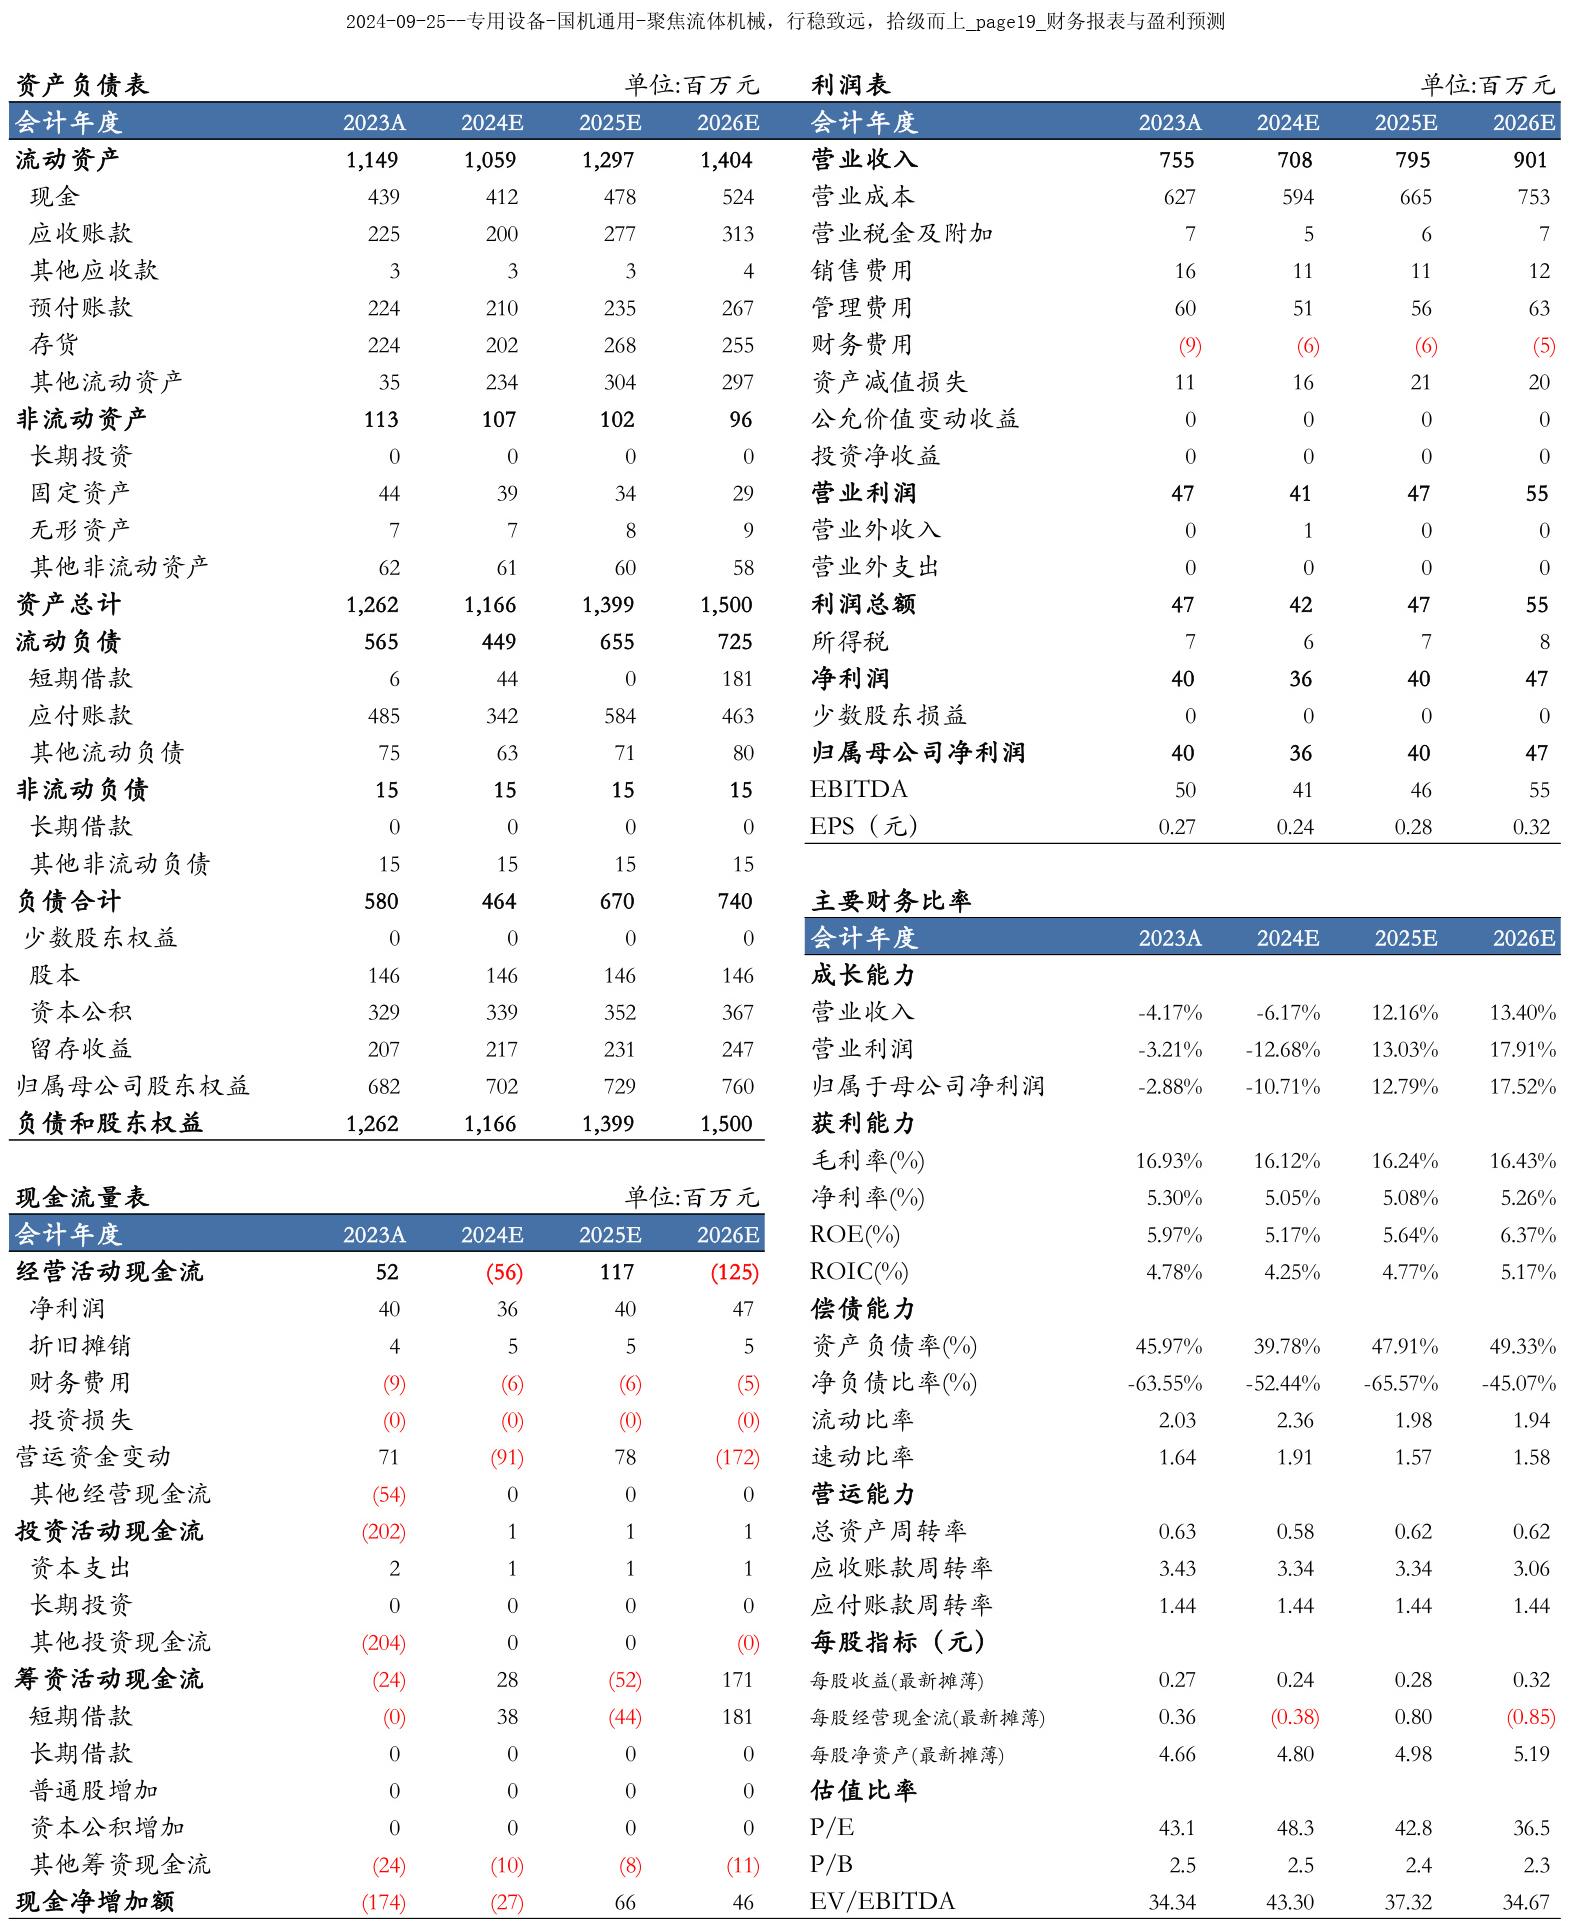 2024-09-25--专用设备-国机通用-聚焦流体机械，行稳致远，拾级而上_page19_财务报表与盈利预测
资产负债表 单位:百万元
会计年度 2023A 2024E 2025E 2026E
流动资产 1,149 1,059 1,297 1,404
现金 439 412 478 524
应收账款 225 200 277 313
其他应收款 3 3 3 4
预付账款 224 210 235 267
存货 224 202 268 255
其他流动资产 35 234 304 297
非流动资产 113 107 102 96
长期投资 0 0 0 0
固定资产 44 39 34 29
无形资产 7 7 8 9
其他非流动资产 62 61 60 58
资产总计 1,262 1,166 1,399 1,500
流动负债 565 449 655 725
短期借款 6 44 0 181
应付账款 485 342 584 463
其他流动负债 75 63 71 80
非流动负债 15 15 15 15
长期借款 0 0 0 0
其他非流动负债 15 15 15 15
负债合计 580 464 670 740
少数股东权益 0 0 0 0
股本 146 146 146 146
资本公积 329 339 352 367
留存收益 207 217 231 247
归属母公司股东权益 682 702 729 760
负债和股东权益 1,262 1,166 1,399 1,500
现金流量表 单位:百万元
会计年度 2023A 2024E 2025E 2026E
经营活动现金流 52 (56) 117 (125)
净利润 40 36 40 47
折旧摊销 4 5 5 5
财务费用 (9) (6) (6) (5)
投资损失 (0) (0) (0) (0)
营运资金变动 71 (91) 78 (172)
其他经营现金流 (54) 0 0 0
投资活动现金流 (202) 1 1 1
资本支出 2 1 1 1
长期投资 0 0 0 0
其他投资现金流 (204) 0 0 (0)
筹资活动现金流 (24) 28 (52) 171
短期借款 (0) 38 (44) 181
长期借款 0 0 0 0
普通股增加 0 0 0 0
资本公积增加 0 0 0 0
其他筹资现金流 (24) (10) (8) (11)
现金净增加额 (174) (27) 66 46
利润表 单位:百万元
会计年度 2023A 2024E 2025E 2026E
营业收入 755 708 795 901
营业成本 627 594 665 753
营业税金及附加 7 5 6 7
销售费用 16 11 11 12
管理费用 60 51 56 63
财务费用 (9) (6) (6) (5)
资产减值损失 11 16 21 20
公允价值变动收益 0 0 0 0
投资净收益 0 0 0 0
营业利润 47 41 47 55
营业外收入 0 1 0 0
营业外支出 0 0 0 0
利润总额 47 42 47 55
所得税 7 6 7 8
净利润 40 36 40 47
少数股东损益 0 0 0 0
归属母公司净利润 40 36 40 47
EBITDA 50 41 46 55
EPS（元） 0.27 0.24 0.28 0.32
主要财务比率
会计年度 2023A 2024E 2025E 2026E
成长能力
营业收入 -4.17% -6.17% 12.16% 13.40%
营业利润 -3.21% -12.68% 13.03% 17.91%
归属于母公司净利润 -2.88% -10.71% 12.79% 17.52%
获利能力
毛利率(%) 16.93% 16.12% 16.24% 16.43%
净利率(%) 5.30% 5.05% 5.08% 5.26%
ROE(%) 5.97% 5.17% 5.64% 6.37%
ROIC(%) 4.78% 4.25% 4.77% 5.17%
偿债能力
资产负债率(%) 45.97% 39.78% 47.91% 49.33%
净负债比率(%) -63.55% -52.44% -65.57% -45.07%
流动比率 2.03 2.36 1.98 1.94
速动比率 1.64 1.91 1.57 1.58
营运能力
总资产周转率 0.63 0.58 0.62 0.62
应收账款周转率 3.43 3.34 3.34 3.06
应付账款周转率 1.44 1.44 1.44 1.44
每股指标（元）
每股收益(最新摊薄) 0.27 0.24 0.28 0.32
每股经营现金流(最新摊薄) 0.36 (0.38) 0.80 (0.85)
每股净资产(最新摊薄) 4.66 4.80 4.98 5.19
估值比率
P/E 43.1 48.3 42.8 36.5
P/B 2.5 2.5 2.4 2.3
EV/EBITDA 34.34 43.30 37.32 34.67